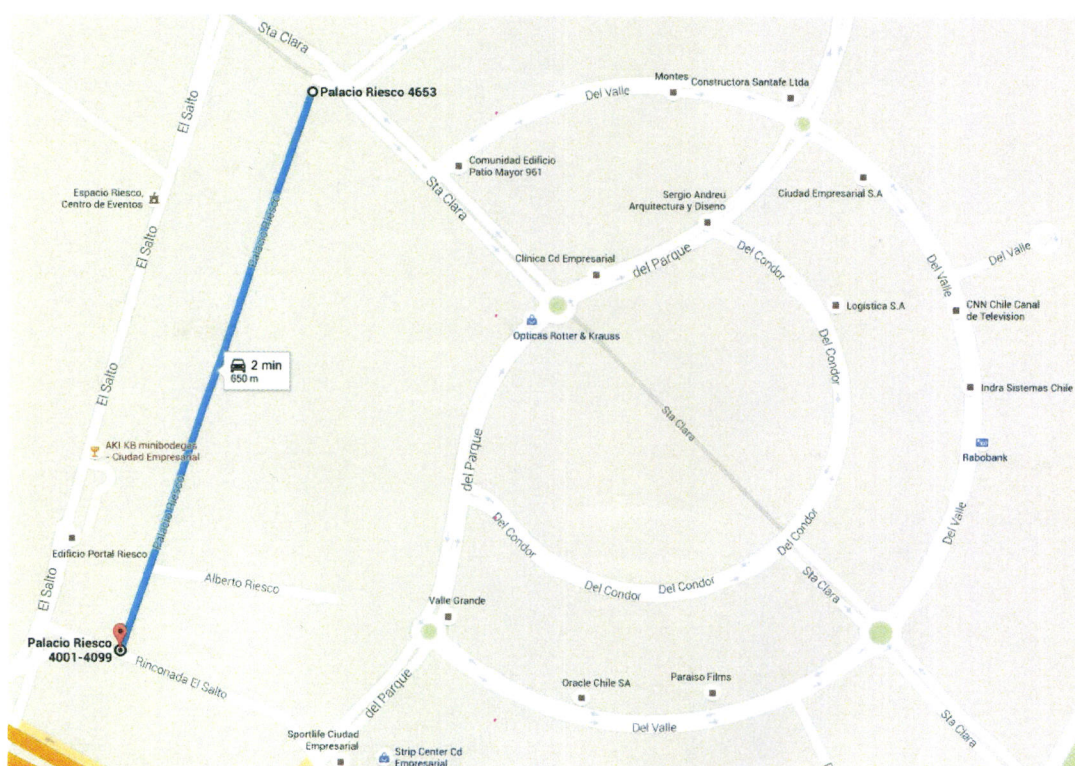 Sta Clara
Palacio Riesco 4653
El Salto
Montes
Constructora Santafe Ltda
Del Valle
Comunidad Edificio
Patio Mayor 961
Sta Clara
Espacio Riesco,
Centro de Eventos
Palacio Riesco
El Salto
Sergio Andreu
Arquitectura y Diseno
Ciudad Empresarial S.A
Del Condor
Del Valle
Del Valle
Clinica Cd Empresarial
del Parque
Logistica S.A
CNN Chile Canal
de Television
Opticas Rotter & Krauss
Del Condor
2 min
650 m
El Salto
Indra Sistemas Chile
Sta Clara
AKI KB minibodegas
- Ciudad Empresarial
del Parque
Rabobank
Palacio Riesco
Del Valle
Del Condor
Del Condor
Edificio Portal Riesco
Alberto Riesco
El Salto
Del Condor
Del Condor
Sta Clara
Valle Grande
Palacio Riesco
4001-4099
Rinconada El Salto
del Parque
Oracle Chile SA
Paraiso Films
Del Valle
Sta Clara
Sportlife Ciudad
Empresarial
Strip Center Cd
Empresarial